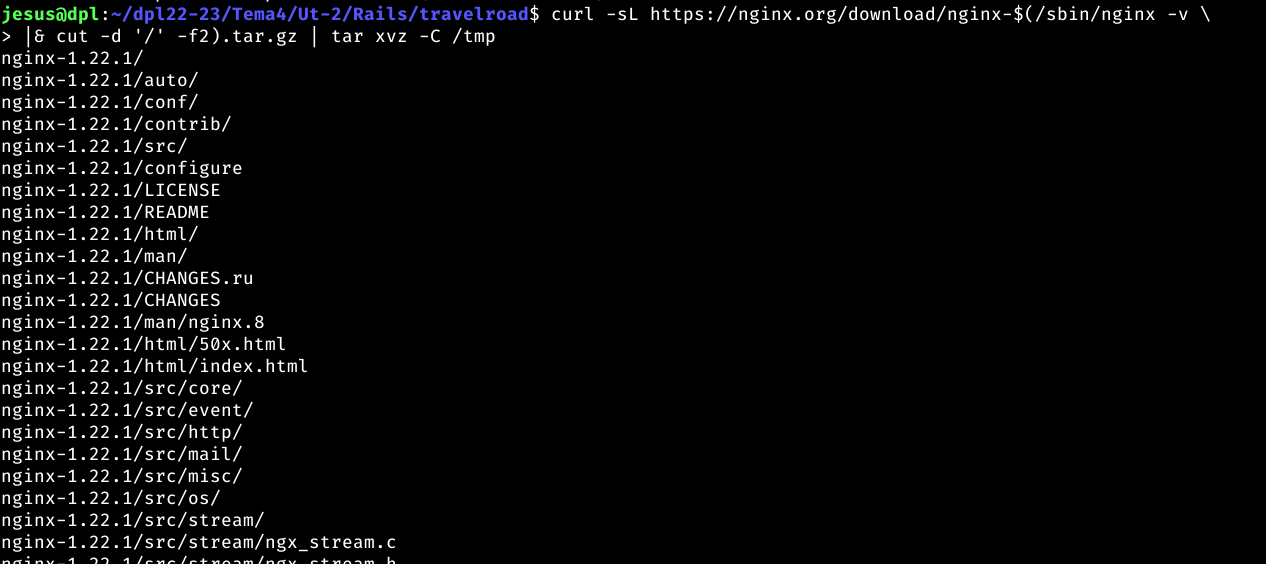 jesus@dpl:~/dpl22-23/Tema4/Ut-2/Rails/travelroad$ curl -sL https://nginx.org/download/nginx-$(/sbin/nginx -v \
> |& cut -d '/' -f2).tar.gz | tar xvz -C /tmp
nginx-1.22.1/
nginx-1.22.1/auto/
nginx-1.22.1/conf/
nginx-1.22.1/contrib/
nginx-1.22.1/src/
nginx-1.22.1/configure
nginx-1.22.1/LICENSE
nginx-1.22.1/README
nginx-1.22.1/html/
nginx-1.22.1/man/
nginx-1.22.1/CHANGES.ru
nginx-1.22.1/CHANGES
nginx-1.22.1/man/nginx.8
nginx-1.22.1/html/50x.html
nginx-1.22.1/html/index.html
nginx-1.22.1/src/core/
nginx-1.22.1/src/event/
nginx-1.22.1/src/http/
nginx-1.22.1/src/mail/
nginx-1.22.1/src/misc/
nginx-1.22.1/src/os/
nginx-1.22.1/src/stream/
nginx-1.22.1/src/stream/ngx_stream.c
nginx-1.22.1/src/stream/ngx_stream.h